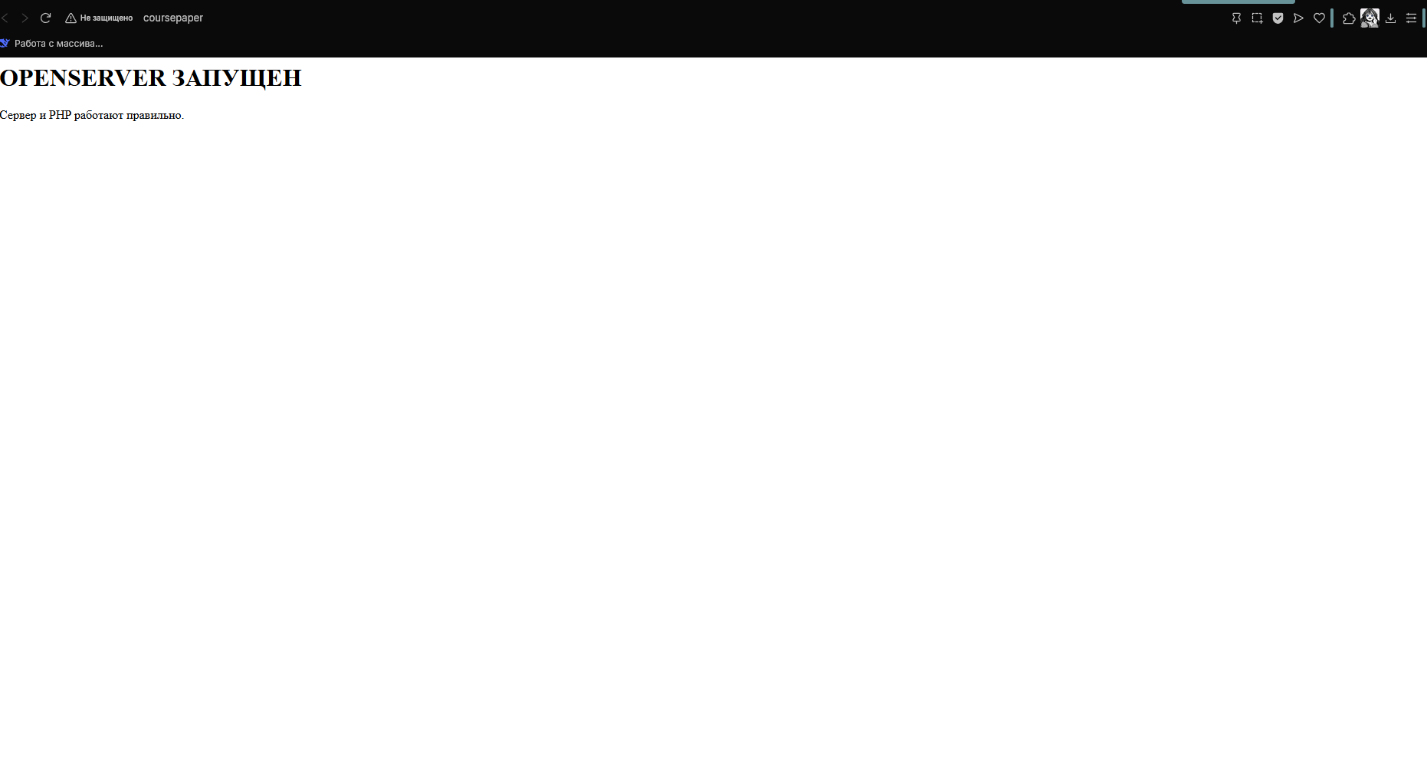 Не защищено coursepaper
Работа с массива...
OPENSERVER ЗАПУЩЕН
Сервер и PHP работают правильно.